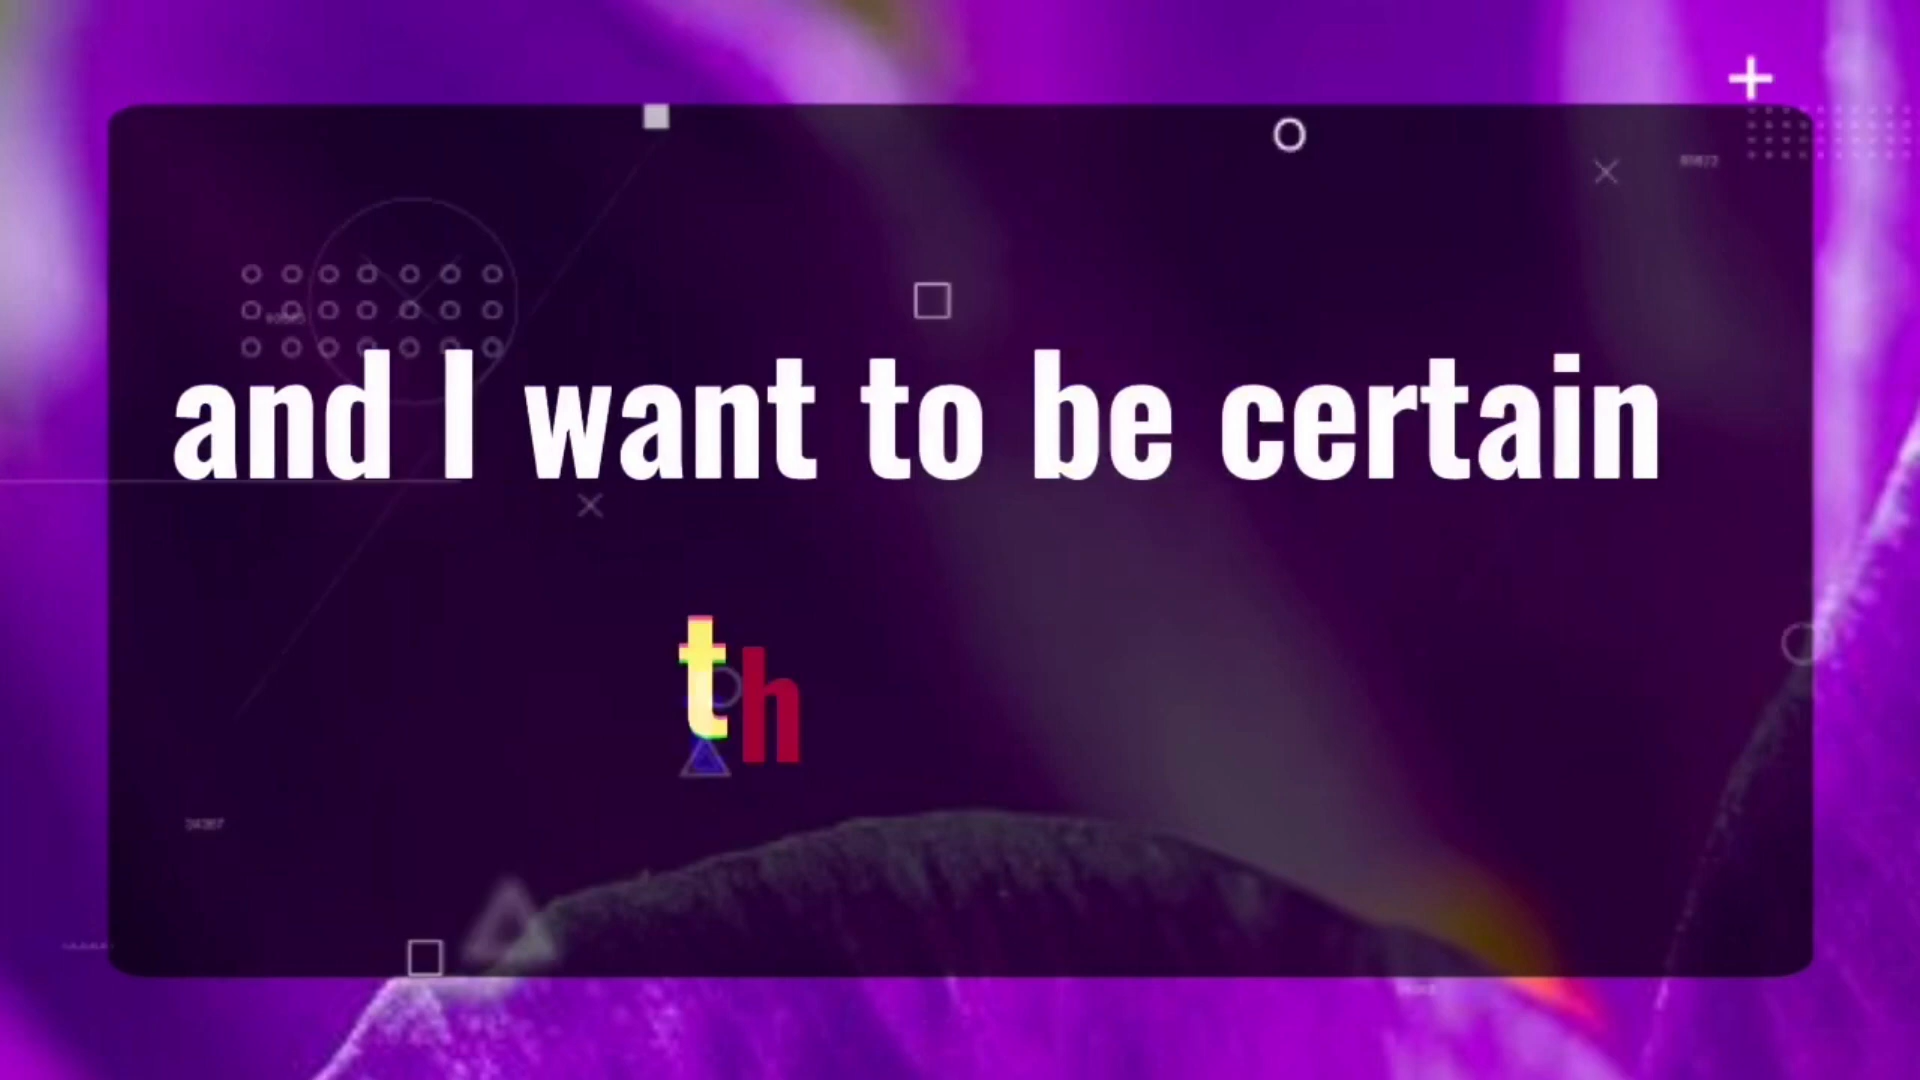 and I want to be certain
th